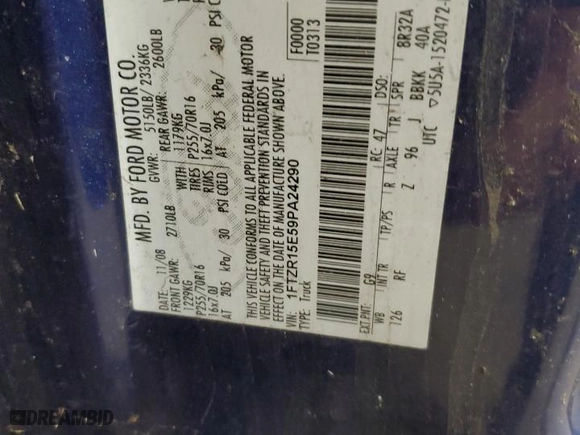 MFD. BY FORD MOTOR CO.
DATE: 11/08 GVWR: 5150LB/ 2336KG
FRONT GAWR: 2710LB REAR GAWR: 2600LB
1229KG WITH 1179KG
P255/70R16 TIRES P255/70R16
16x7.0J RIMS 16x7.0J
AT 205 kPa/ 30 PSI COLD AT 205 kPa/ 30 PSI C
THIS VEHICLE CONFORMS TO ALL APPLICABLE FEDERAL MOTOR
VEHICLE SAFETY AND THEFT PREVENTION STANDARDS IN
EFFECT ON THE DATE OF MANUFACTURE SHOWN ABOVE.
VIN: 1FTZR15E59PA24290
TYPE: Truck
F0000
T0313
EXT PNT: G9 RC: 47 DSO:
WB INT TR TP/PS R AXLE TR SPR 8R32A
126 RF Z 96 J BBKK 40A
UTC ▽5U5A-1520472-
DREAMBID